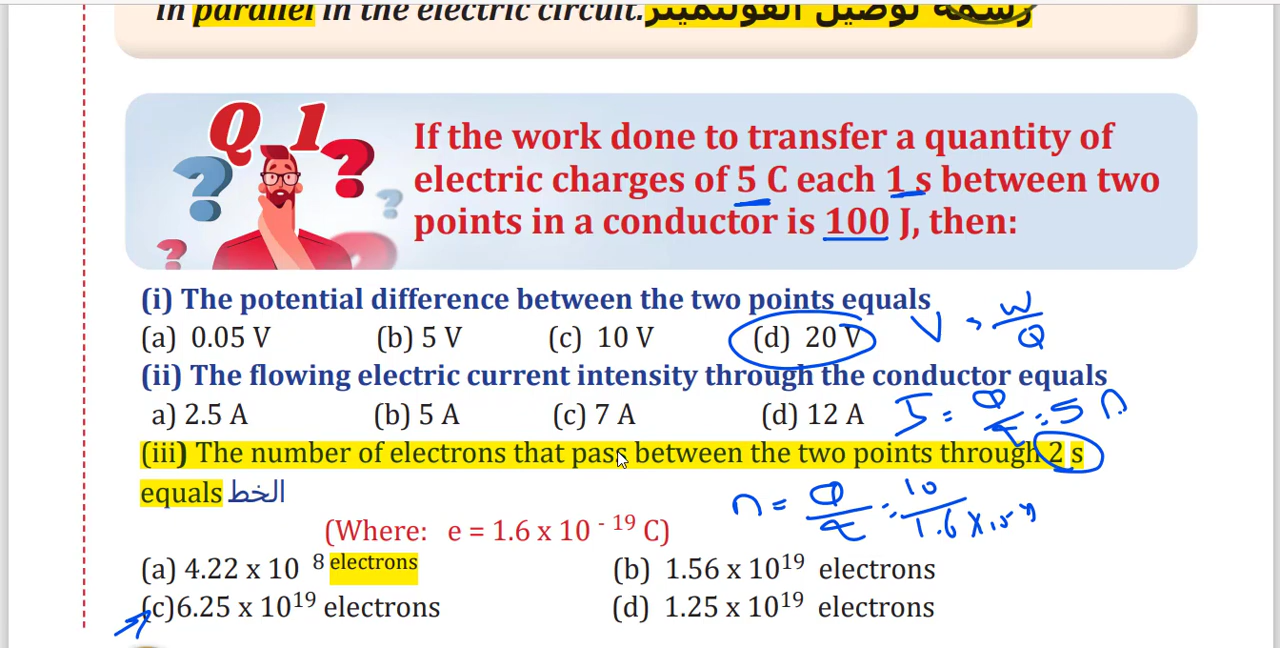 in parallel in the electric circuit. رسمة توصيل الفولتميتر
Q.1
If the work done to transfer a quantity of
electric charges of 5 C each 1 s between two
points in a conductor is 100 J, then:
(i) The potential difference between the two points equals
(a) 0.05 V (b) 5 V (c) 10 V (d) 20 V V = W/Q
(ii) The flowing electric current intensity through the conductor equals
a) 2.5 A (b) 5 A (c) 7 A (d) 12 A I = Q/t = 5
(iii) The number of electrons that pass between the two points through 2 s
equals الخط n = = 10
(Where: e = 1.6 x 10 - 19 C)
(a) 4.22 x 10 8 electrons (b) 1.56 x 10¹⁹ electrons
(c)6.25 x 10¹⁹ electrons (d) 1.25 x 10¹⁹ electrons